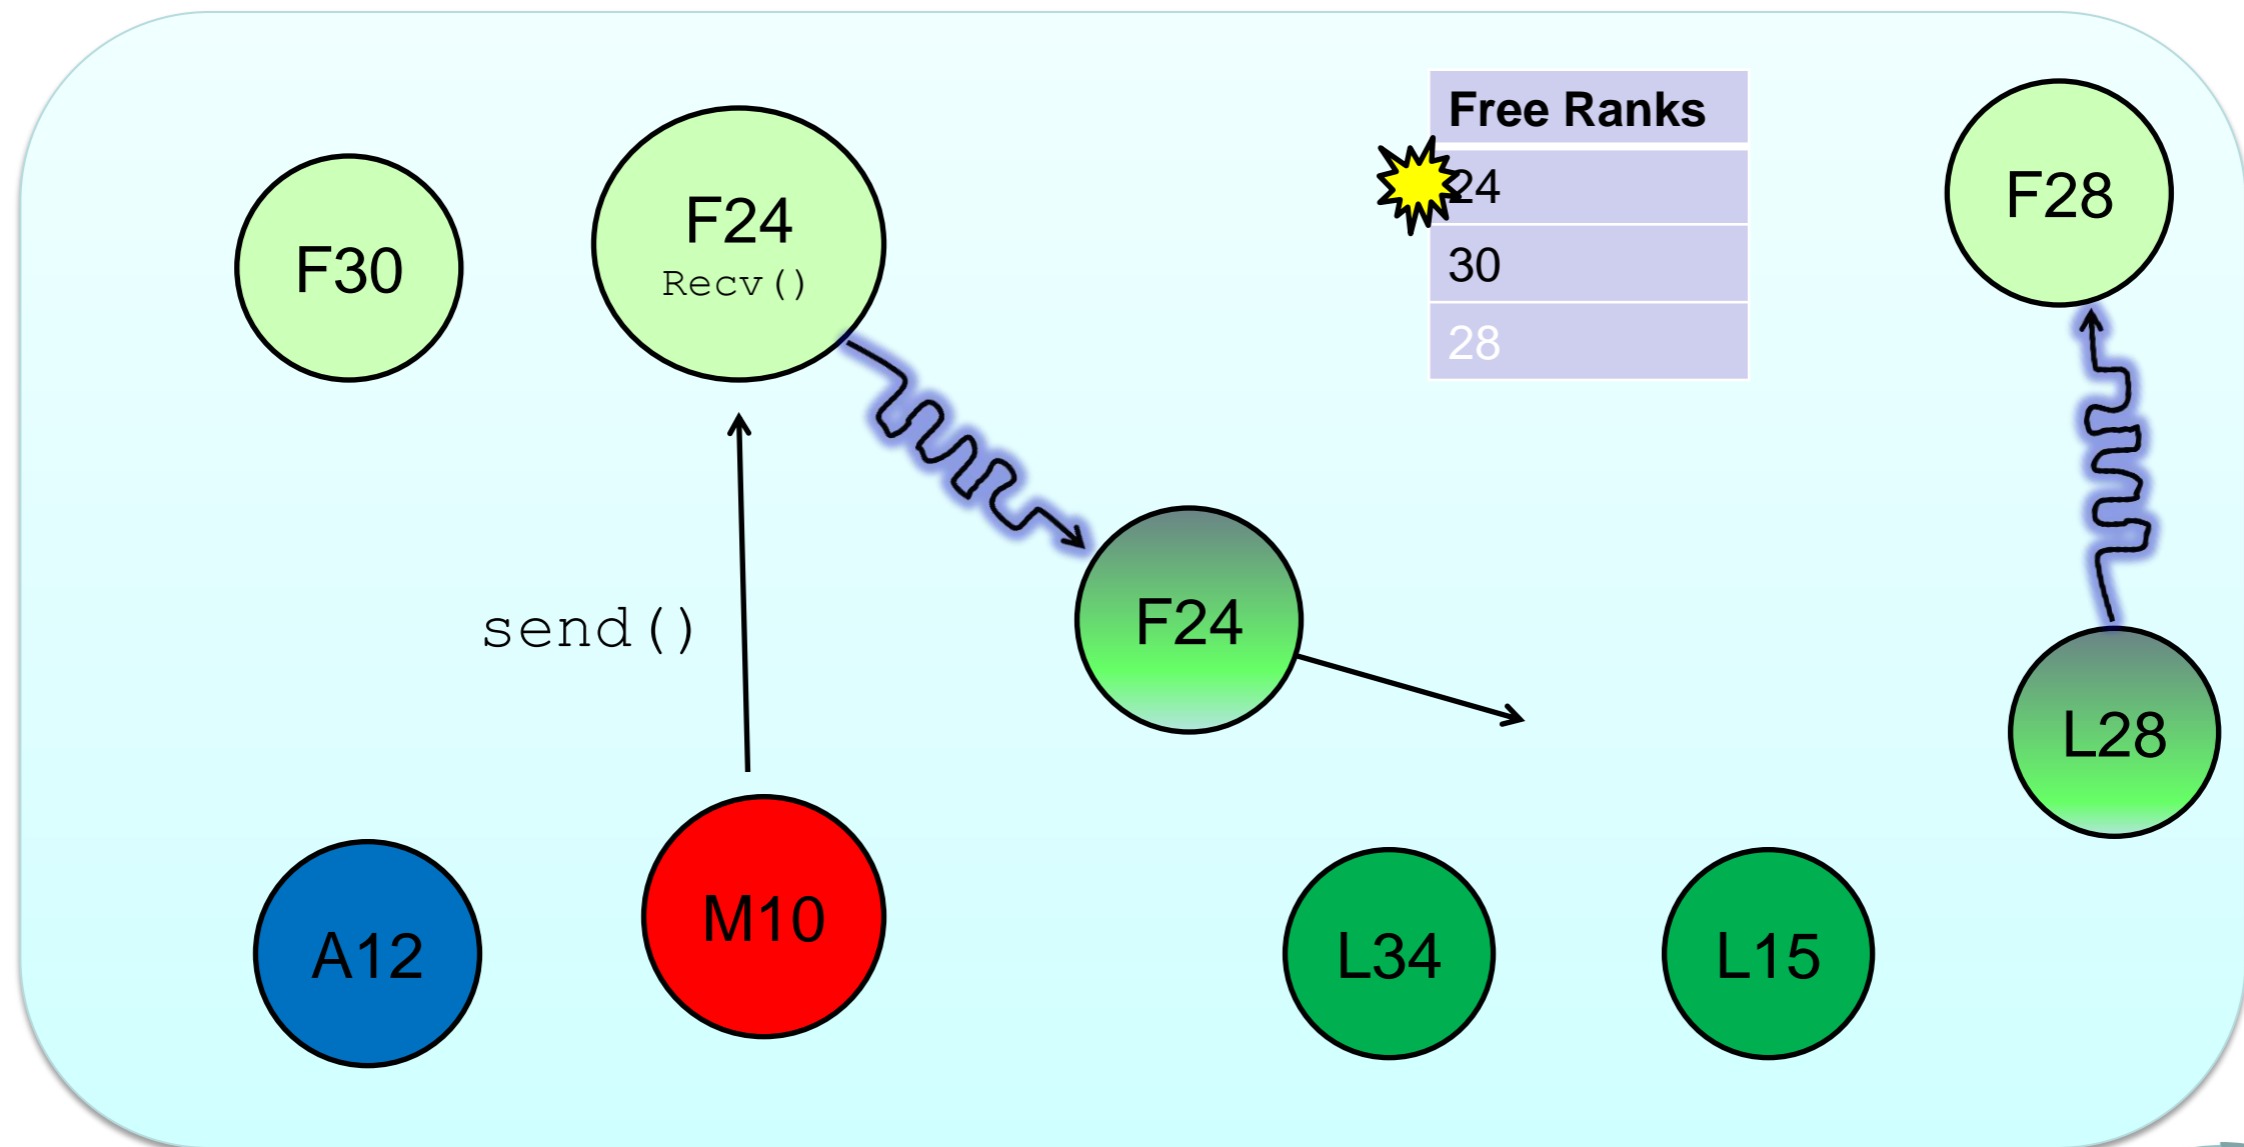 Free Ranks
24
30
28
F30
F24
Recv()
F28
send()
F24
L28
A12
M10
L34
L15